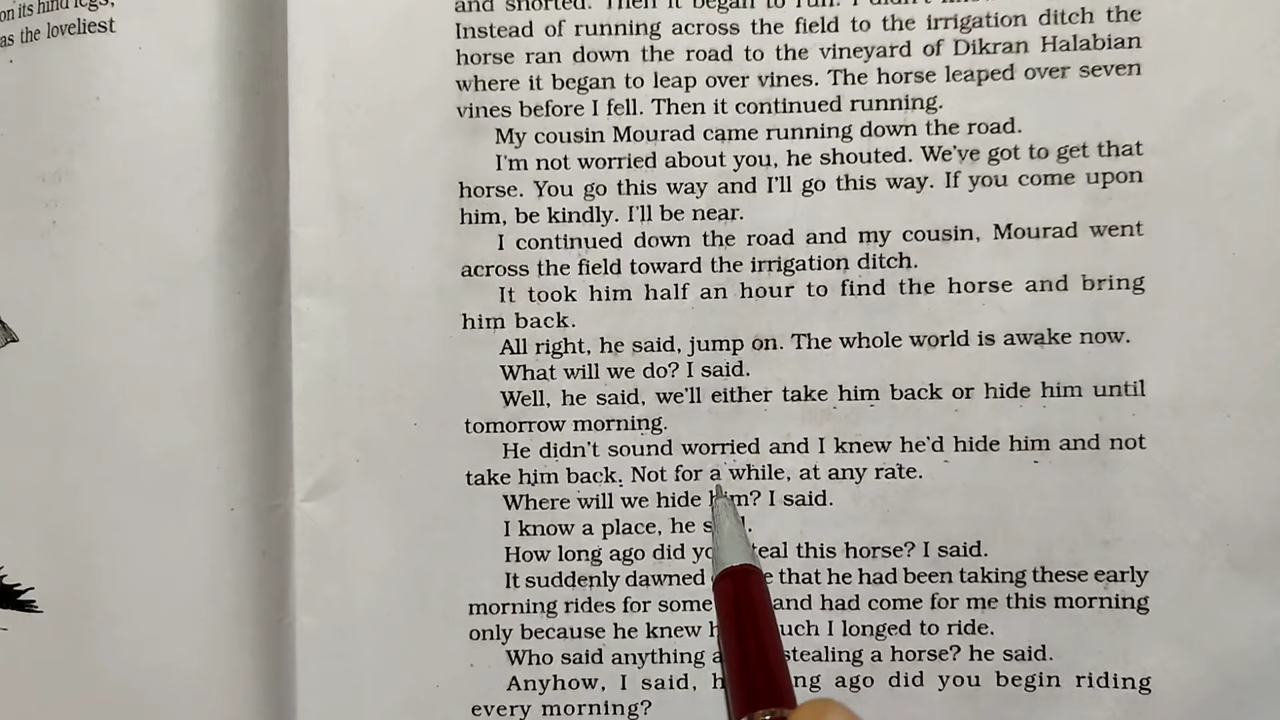 on its hind legs,
as the loveliest
and snorted. Then it began to run. I didn't
Instead of running across the field to the irrigation ditch the
horse ran down the road to the vineyard of Dikran Halabian
where it began to leap over vines. The horse leaped over seven
vines before I fell. Then it continued running.
My cousin Mourad came running down the road.
I'm not worried about you, he shouted. We've got to get that
horse. You go this way and I'll go this way. If you come upon
him, be kindly. I'll be near.
I continued down the road and my cousin, Mourad went
across the field toward the irrigation ditch.
It took him half an hour to find the horse and bring
him back.
All right, he said, jump on. The whole world is awake now.
What will we do? I said.
Well, he said, we'll either take him back or hide him until
tomorrow morning.
He didn't sound worried and I knew he'd hide him and not
take him back. Not for a while, at any rate.
Where will we hide him? I said.
I know a place, he
How long ago did this horse? I said.
It suddenly dawned that he had been taking these early
morning rides for some and had come for me this morning
only because he knew I longed to ride.
Who said anything stealing a horse? he said.
Anyhow, I said, ago did you begin riding
every morning?